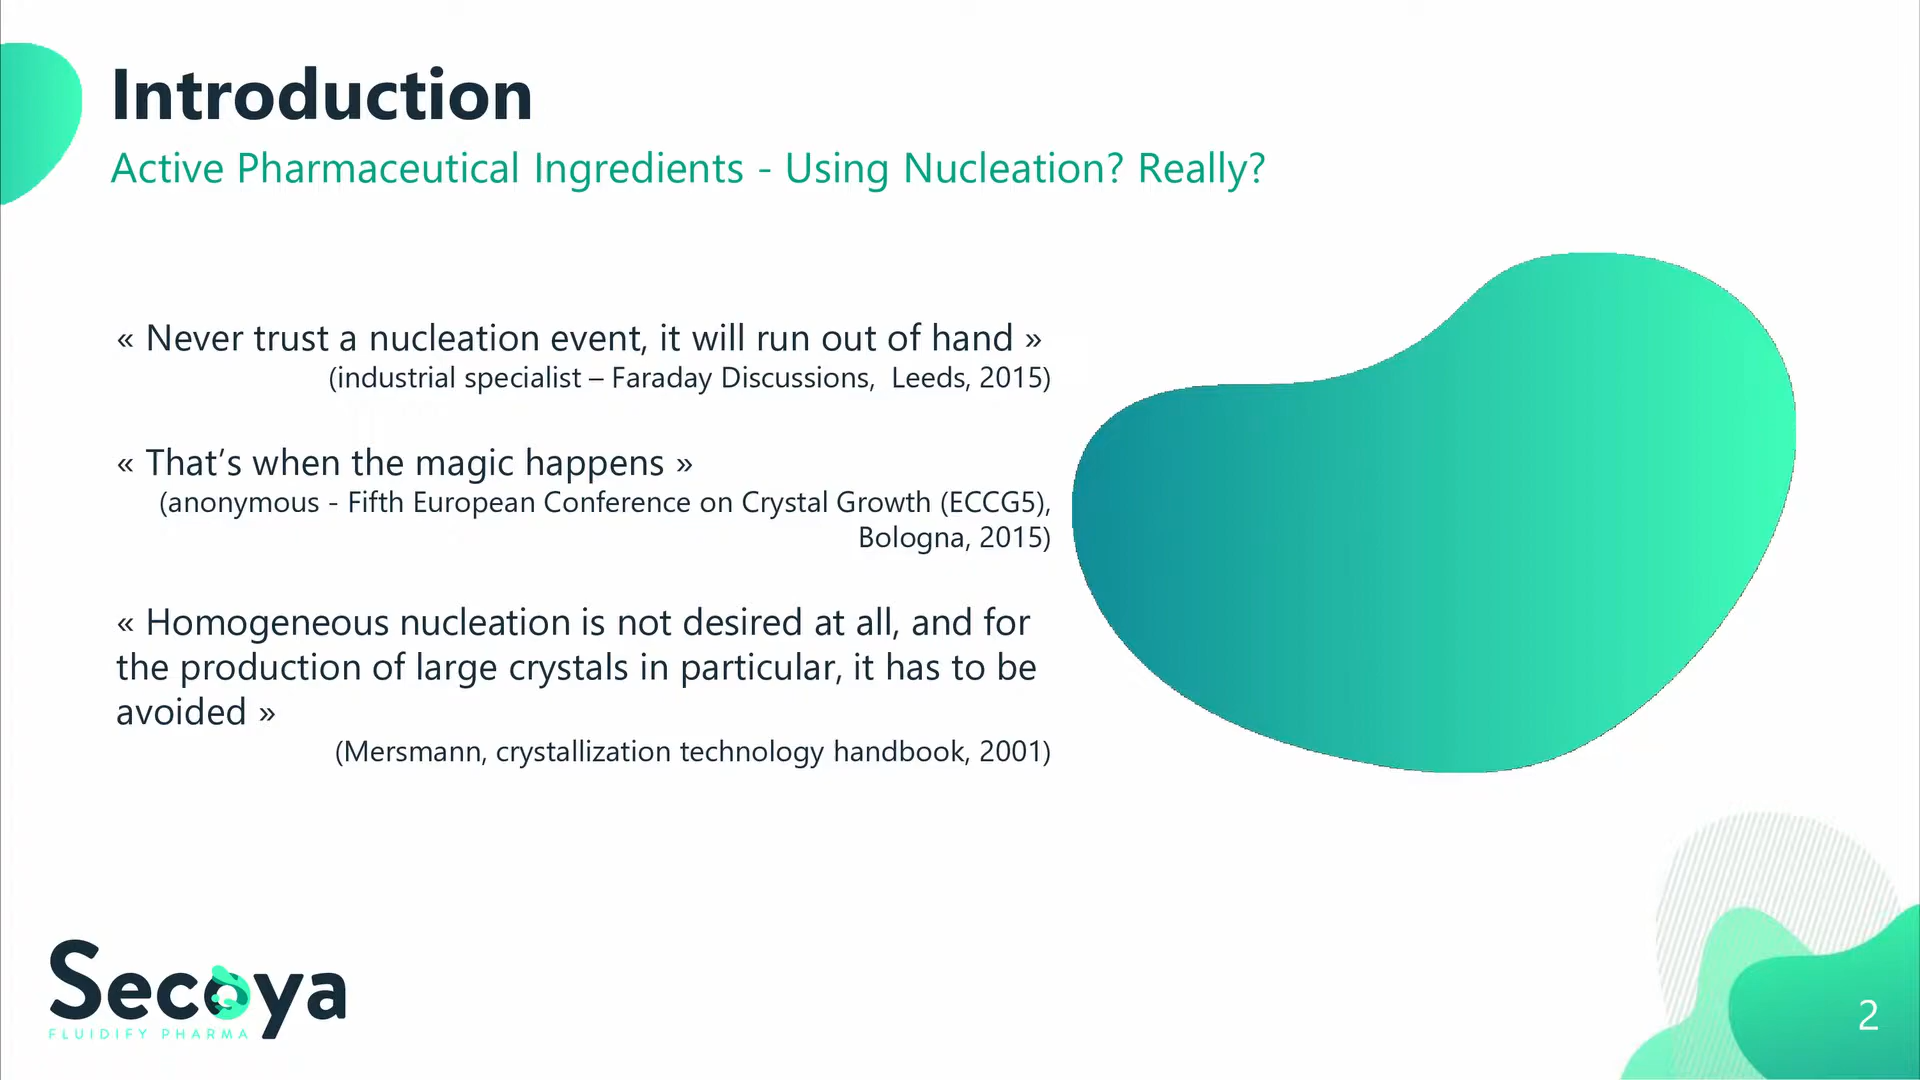 Introduction
Active Pharmaceutical Ingredients - Using Nucleation? Really?
« Never trust a nucleation event, it will run out of hand »
(industrial specialist – Faraday Discussions,  Leeds, 2015)
« That’s when the magic happens »
(anonymous - Fifth European Conference on Crystal Growth (ECCG5),
Bologna, 2015)
« Homogeneous nucleation is not desired at all, and for
the production of large crystals in particular, it has to be
avoided »
(Mersmann, crystallization technology handbook, 2001)
Secoya
FLUIDIFY PHARMA
2